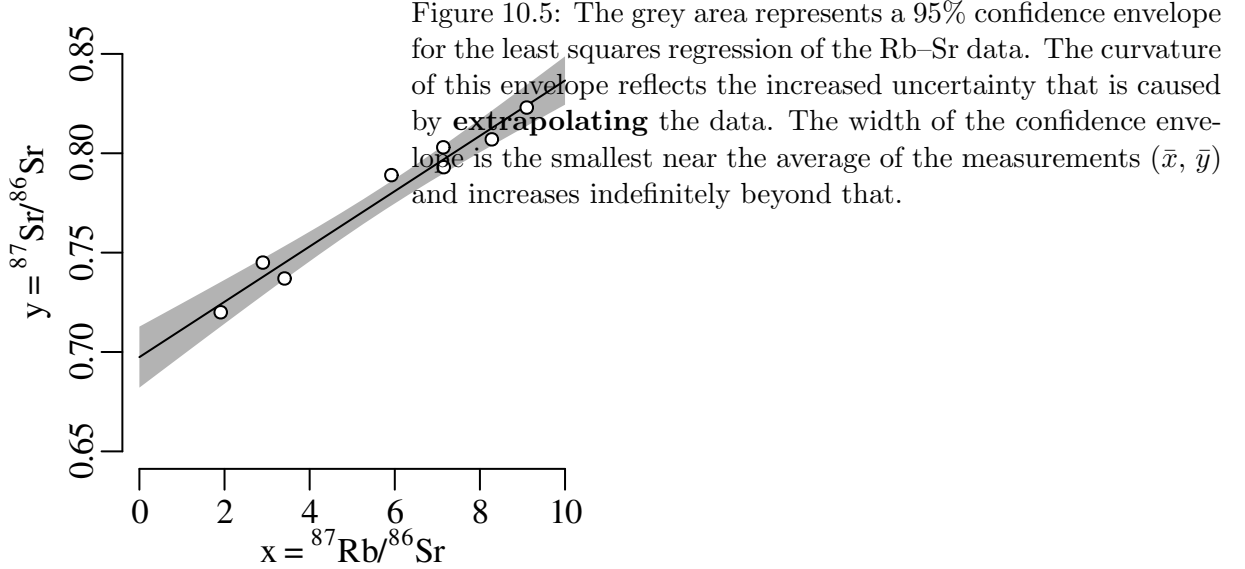 Figure 10.5: The grey area represents a 95% confidence envelope
for the least squares regression of the Rb–Sr data. The curvature
of this envelope reflects the increased uncertainty that is caused
by extrapolating the data. The width of the confidence enve-
lope is the smallest near the average of the measurements (x̄, ȳ)
and increases indefinitely beyond that.
y = ⁸⁷Sr/⁸⁶Sr
0.85
0.80
0.75
0.70
0.65
0 2 4 6 8 10
x = ⁸⁷Rb/⁸⁶Sr